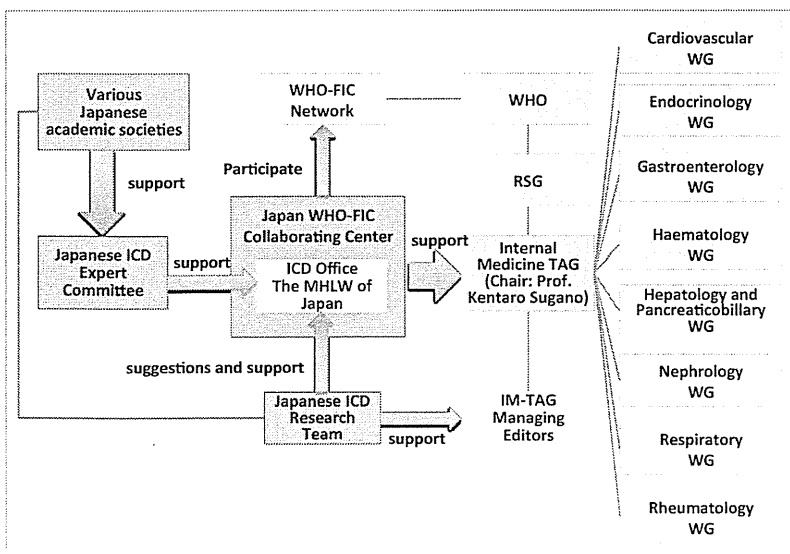 Various
Japanese
academic societies
support
Japanese ICD
Expert
Committee
support
WHO-FIC
Network
Participate
Japan WHO-FIC
Collaborating Center
ICD Office
The MHLW of
Japan
suggestions and support
Japanese ICD
Research
Team
support
support
WHO
RSG
Internal
Medicine TAG
(Chair: Prof.
Kentaro Sugano)
IM-TAG
Managing
Editors
Cardiovascular
WG
Endocrinology
WG
Gastroenterology
WG
Haematology
WG
Hepatology and
Pancreaticobillary
WG
Nephrology
WG
Respiratory
WG
Rheumatology
WG